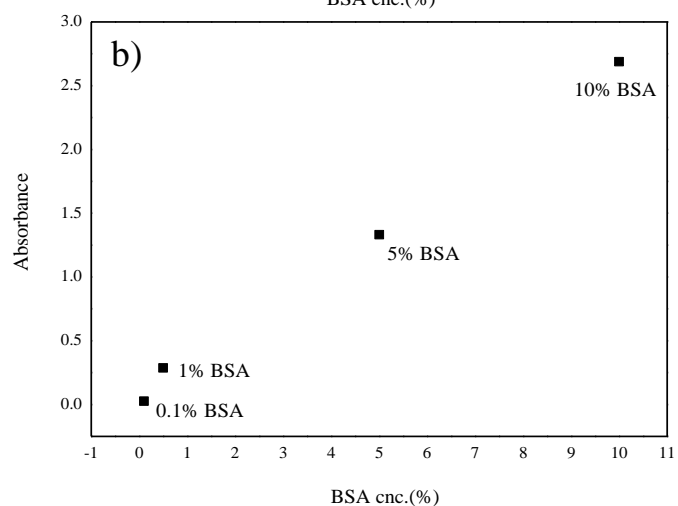 BSA cnc.(%)
3.0
b)
10% BSA
2.5
2.0
Absorbance
1.5
5% BSA
1.0
0.5
1% BSA
0.0
0.1% BSA
-1 0 1 2 3 4 5 6 7 8 9 10 11
BSA cnc.(%)